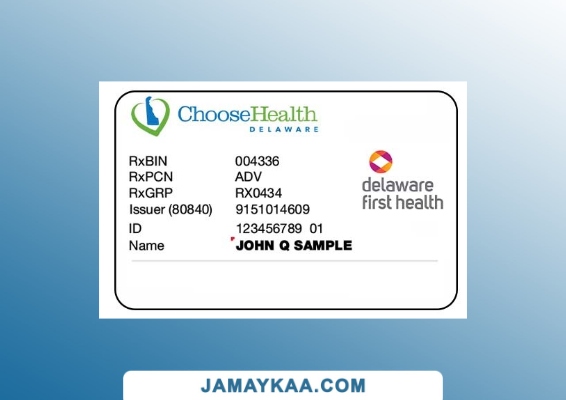 ChooseHealth
DELAWARE
RxBIN 004336
RxPCN ADV
RxGRP RX0434
Issuer (80840) 9151014609
ID 123456789 01
Name JOHN Q SAMPLE
delaware
first health
JAMAYKAA.COM